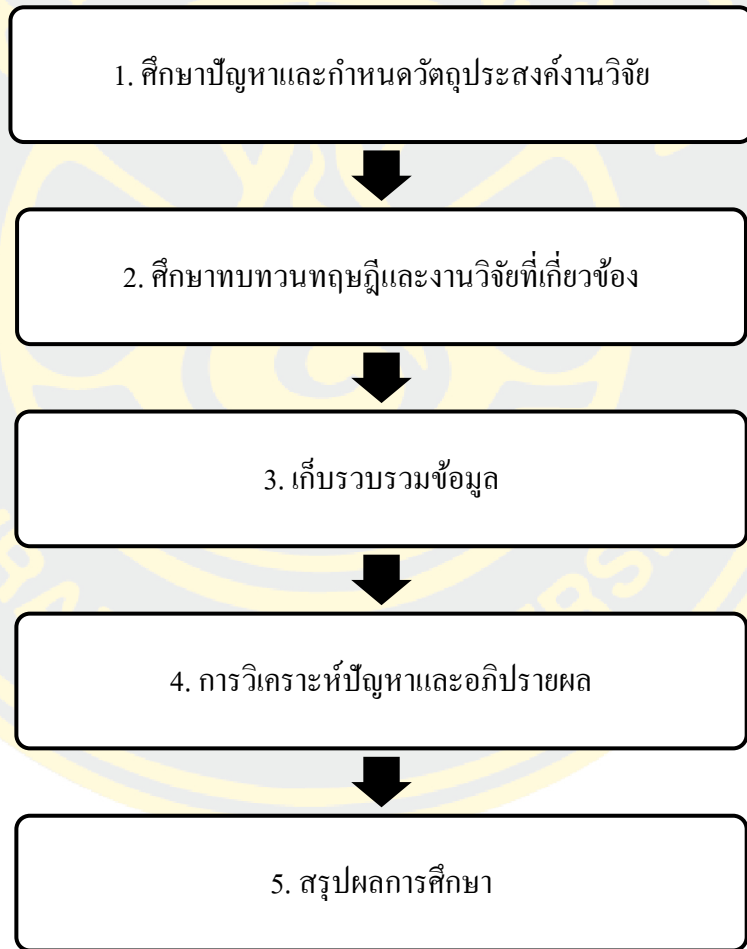 1. ศึกษาปัญหาและกำหนดวัตถุประสงค์งานวิจัย
2. ศึกษาทบทวนทฤษฎีและงานวิจัยที่เกี่ยวข้อง
3. เก็บรวบรวมข้อมูล
4. การวิเคราะห์ปัญหาและอภิปรายผล
5. สรุปผลการศึกษา